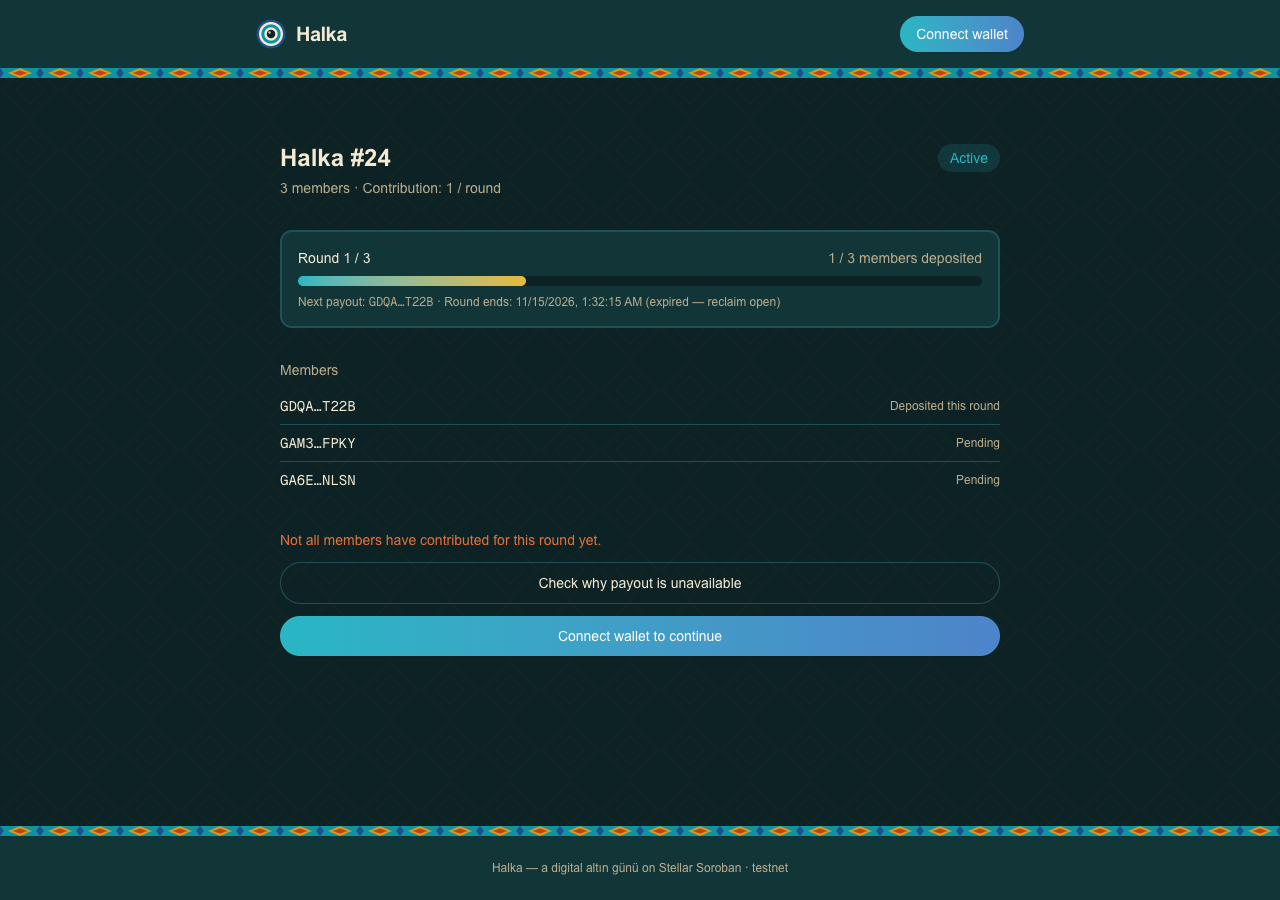 Halka
Connect wallet
Halka #24
Active
3 members · Contribution: 1 / round
Round 1 / 3
1 / 3 members deposited
Next payout: GDQA…T22B · Round ends: 11/15/2026, 1:32:15 AM (expired — reclaim open)
Members
GDQA…T22B
Deposited this round
GAM3…FPKY
Pending
GA6E…NLSN
Pending
Not all members have contributed for this round yet.
Check why payout is unavailable
Connect wallet to continue
Halka — a digital altın günü on Stellar Soroban · testnet